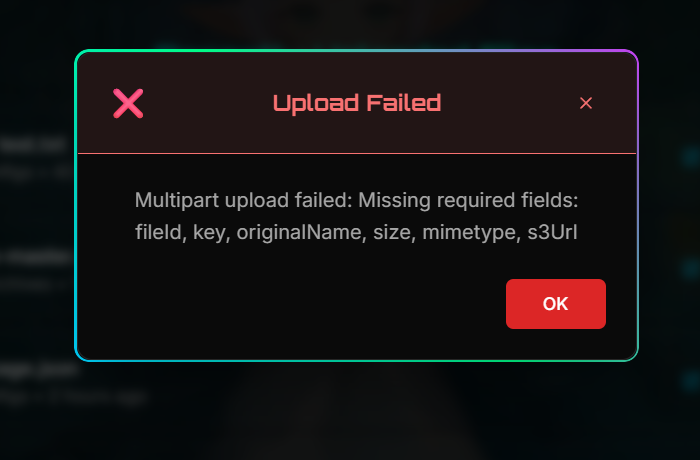 Upload Failed
Multipart upload failed: Missing required fields:
fileId, key, originalName, size, mimetype, s3Url
OK